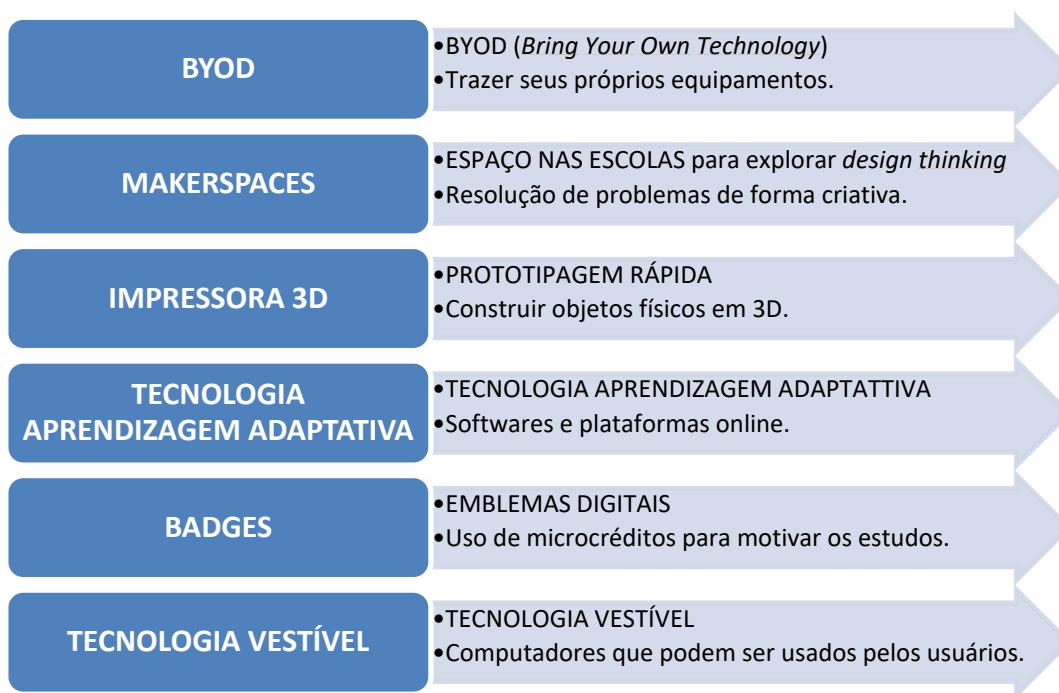 BYOD
•BYOD (Bring Your Own Technology)
•Trazer seus próprios equipamentos.
MAKERSPACES
•ESPAÇO NAS ESCOLAS para explorar design thinking
•Resolução de problemas de forma criativa.
IMPRESSORA 3D
•PROTOTIPAGEM RÁPIDA
•Construir objetos físicos em 3D.
TECNOLOGIA
APRENDIZAGEM ADAPTATIVA
•TECNOLOGIA APRENDIZAGEM ADAPTATTIVA
•Softwares e plataformas online.
BADGES
•EMBLEMAS DIGITAIS
•Uso de microcréditos para motivar os estudos.
TECNOLOGIA VESTÍVEL
•TECNOLOGIA VESTÍVEL
•Computadores que podem ser usados pelos usuários.